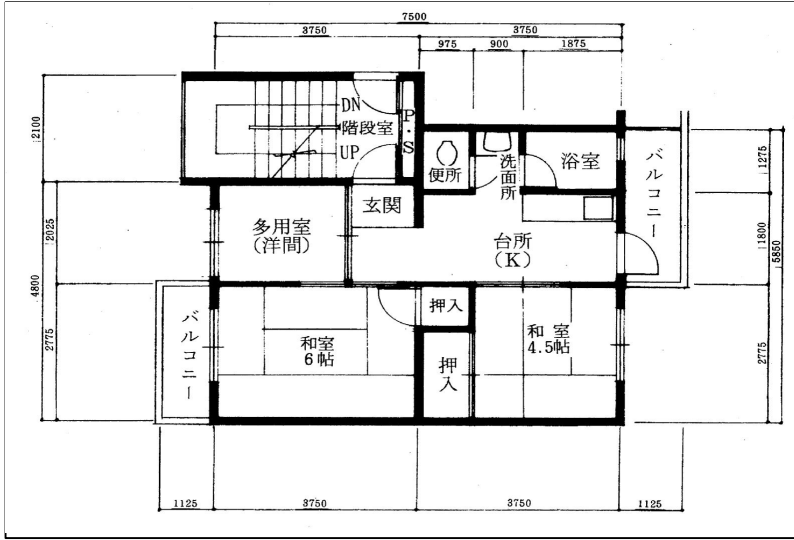 7500
3750
3750
975
900
1875
2100
2025
4800
2775
DN
階段室
UP
P・S
便所
洗面所
浴室
バルコニー
1275
1800
5850
2775
玄関
多用室
(洋間)
台所
(K)
バルコニー
和室
6帖
押入
押入
和室
4.5帖
1125
3750
3750
1125